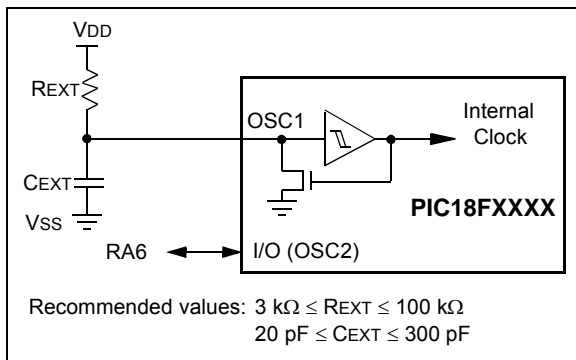 VDD
REXT
OSC1
Internal
Clock
CEXT
PIC18FXXXX
VSS
RA6
I/O (OSC2)
Recommended values: 3 kΩ ≤ REXT ≤ 100 kΩ
20 pF ≤ CEXT ≤ 300 pF